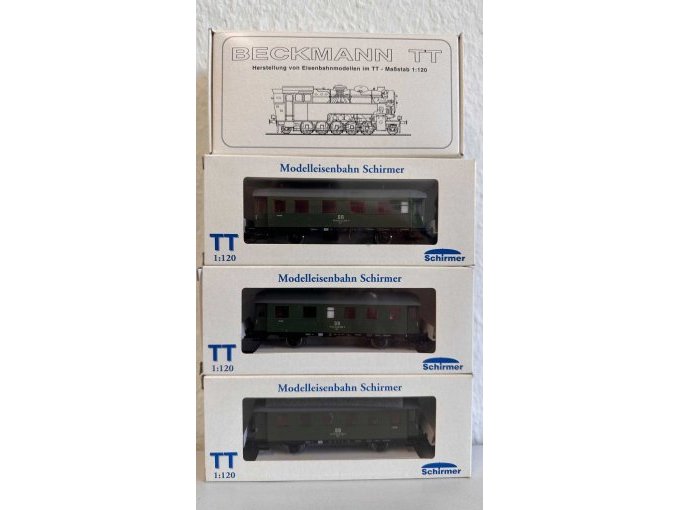 BECKMANN TT
Herstellung von Eisenbahnmodellen im TT - Maßstab 1:120
Modelleisenbahn Schirmer
TT
1:120
Schirmer
Modelleisenbahn Schirmer
TT
1:120
Schirmer
Modelleisenbahn Schirmer
TT
1:120
Schirmer